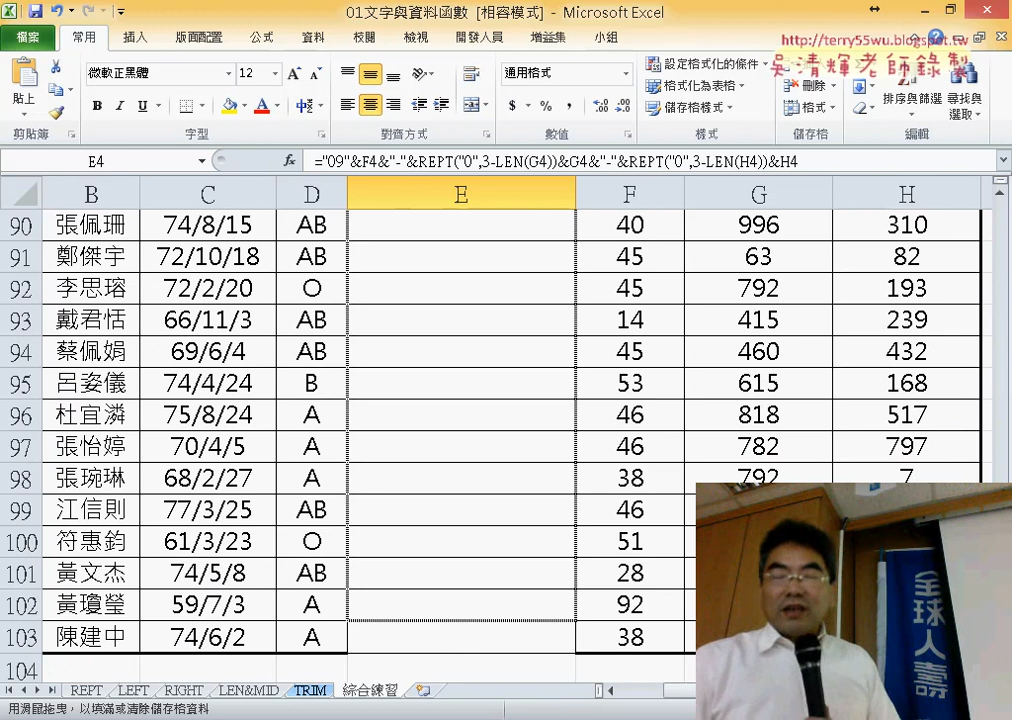 01文字與資料函數 [相容模式] - Microsoft Excel
http://terry55wu.blogspot.tw
吳清輝老師錄製
檔案 常用 插入 版面配置 公式 資料 校閱 檢視 開發人員 增益集 小組
貼上 微軟正黑體 12 通用格式 設定格式化的條件 刪除
B I U $ % , 格式化為表格 格式 排序與篩選 尋找與選取
儲存格樣式
剪貼簿 字型 對齊方式 數值 樣式 儲存格 編輯
E4 fx ="09"&F4&"-"&REPT("0",3-LEN(G4))&G4&"-"&REPT("0",3-LEN(H4))&H4
B C D E F G H
90 張佩珊 74/8/15 AB 40 996 310
91 鄭傑宇 72/10/18 AB 45 63 82
92 李思瑢 72/2/20 O 45 792 193
93 戴君恬 66/11/3 AB 14 415 239
94 蔡佩娟 69/6/4 AB 45 460 432
95 呂姿儀 74/4/24 B 53 615 168
96 杜宜潾 75/8/24 A 46 818 517
97 張怡婷 70/4/5 A 46 782 797
98 張琬琳 68/2/27 A 38 792 7
99 江信則 77/3/25 AB 46
100 符惠鈞 61/3/23 O 51
101 黃文杰 74/5/8 AB 28
102 黃瓊瑩 59/7/3 A 92
103 陳建中 74/6/2 A 38
104
全球人壽
REPT LEFT RIGHT LEN&MID TRIM 綜合練習
用滑鼠拖曳，以填滿或清除儲存格資料